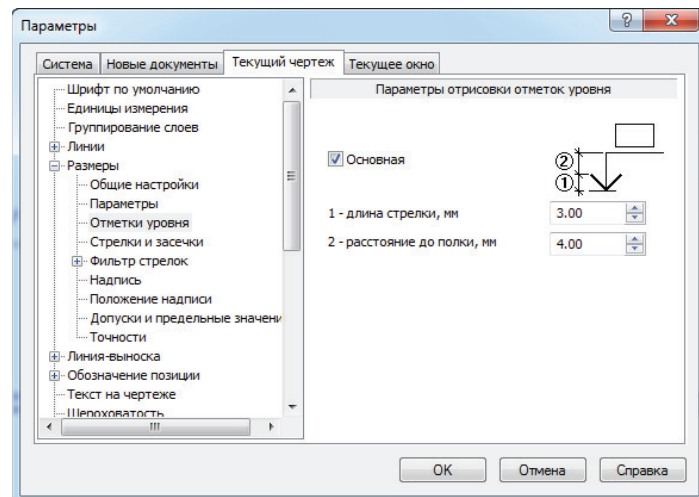 Параметры
Система Новые документы Текущий чертеж Текущее окно
Шрифт по умолчанию
Единицы измерения
Группирование слоев
Линии
Размеры
Общие настройки
Параметры
Отметки уровня
Стрелки и засечки
Фильтр стрелок
Надпись
Положение надписи
Допуски и предельные значени
Точности
Линия-выноска
Обозначение позиции
Текст на чертеже
Шероховатость
Параметры отрисовки отметок уровня
Основная
2
1
1 - длина стрелки, мм 3.00
2 - расстояние до полки, мм 4.00
OK Отмена Справка